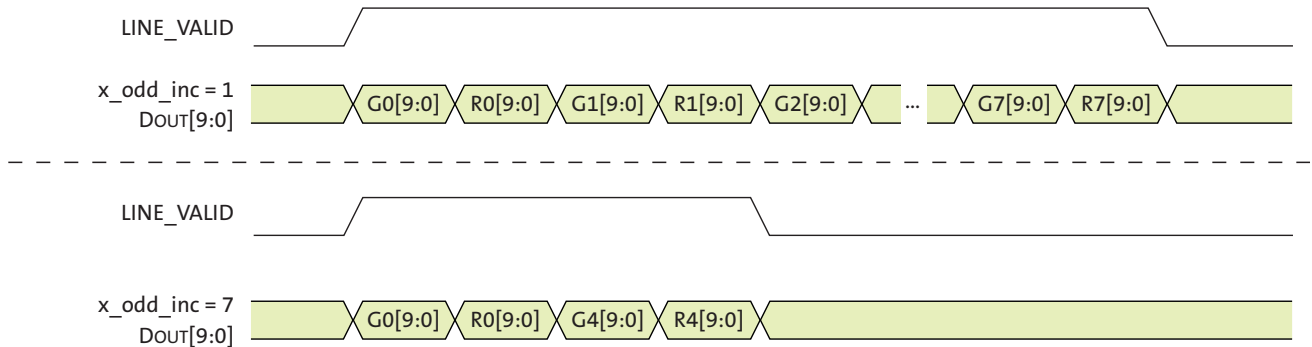 LINE_VALID
x_odd_inc = 1
DOUT[9:0]
G0[9:0] R0[9:0] G1[9:0] R1[9:0] G2[9:0] ... G7[9:0] R7[9:0]
LINE_VALID
x_odd_inc = 7
DOUT[9:0]
G0[9:0] R0[9:0] G4[9:0] R4[9:0]